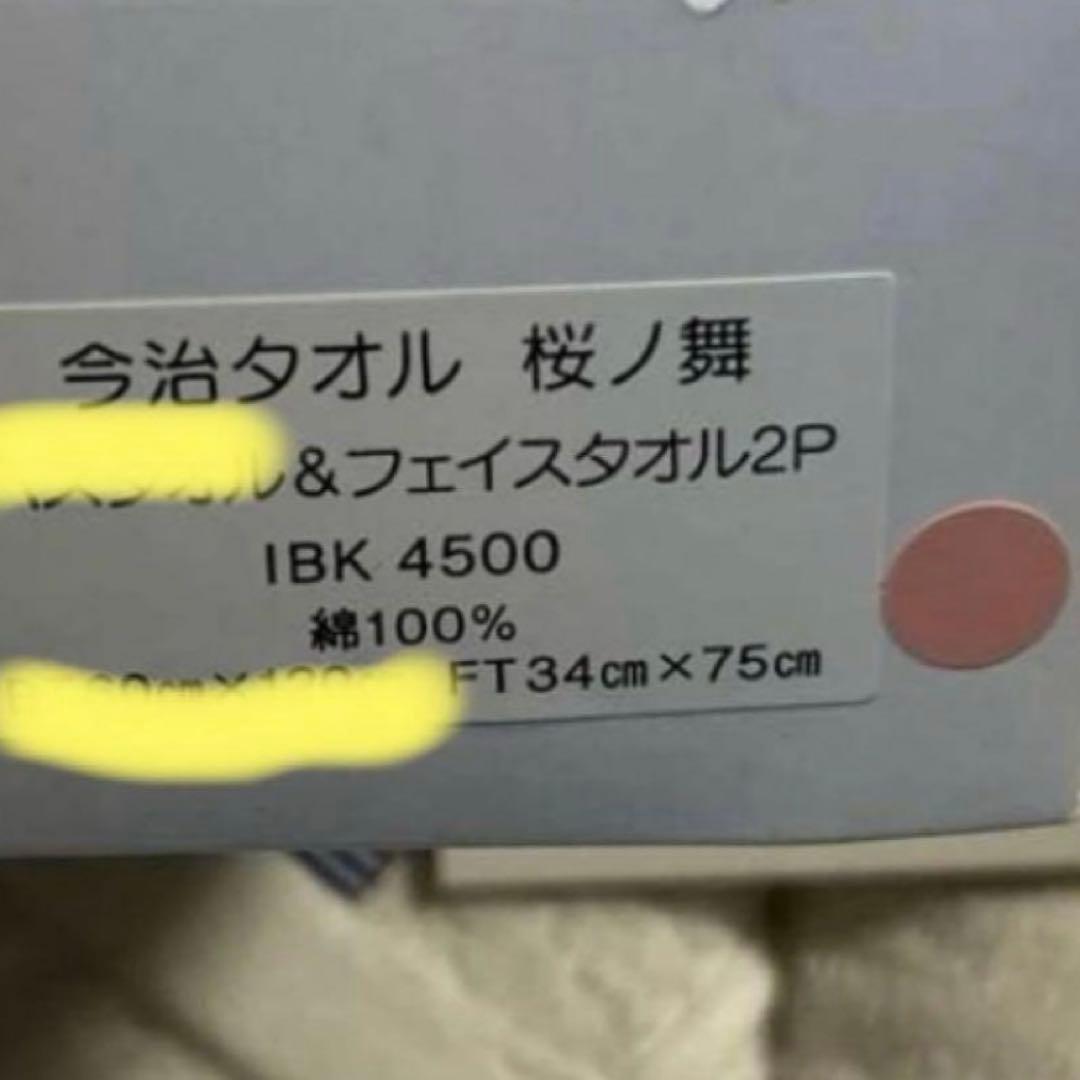 今治タオル 桜ノ舞
&フェイスタオル2P
IBK 4500
綿100%
FT34cm×75cm